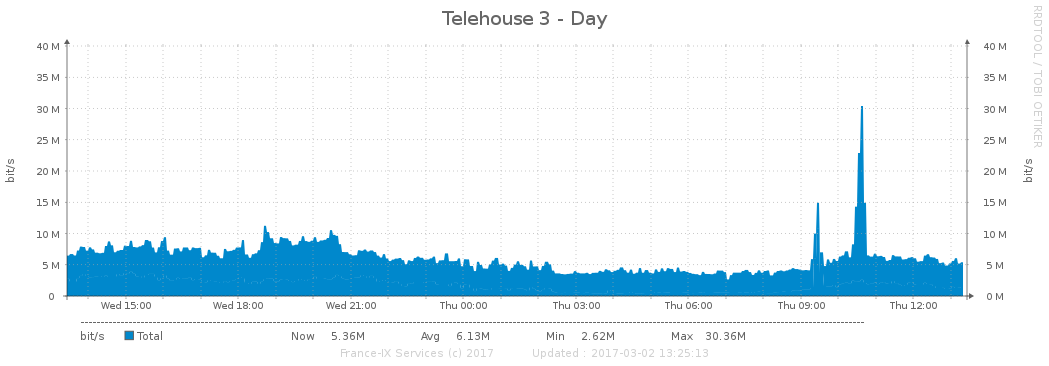 Telehouse 3 - Day
RRDTOOL / TOBI OETIKER
40 M 40 M
35 M 35 M
30 M 30 M
25 M 25 M
20 M 20 M
15 M 15 M
10 M 10 M
5 M 5 M
0 0 M
bit/s bit/s
Wed 15:00 Wed 18:00 Wed 21:00 Thu 00:00 Thu 03:00 Thu 06:00 Thu 09:00 Thu 12:00
bit/s Total Now 5.36M Avg 6.13M Min 2.62M Max 30.36M
France-IX Services (c) 2017 Updated : 2017-03-02 13:25:13